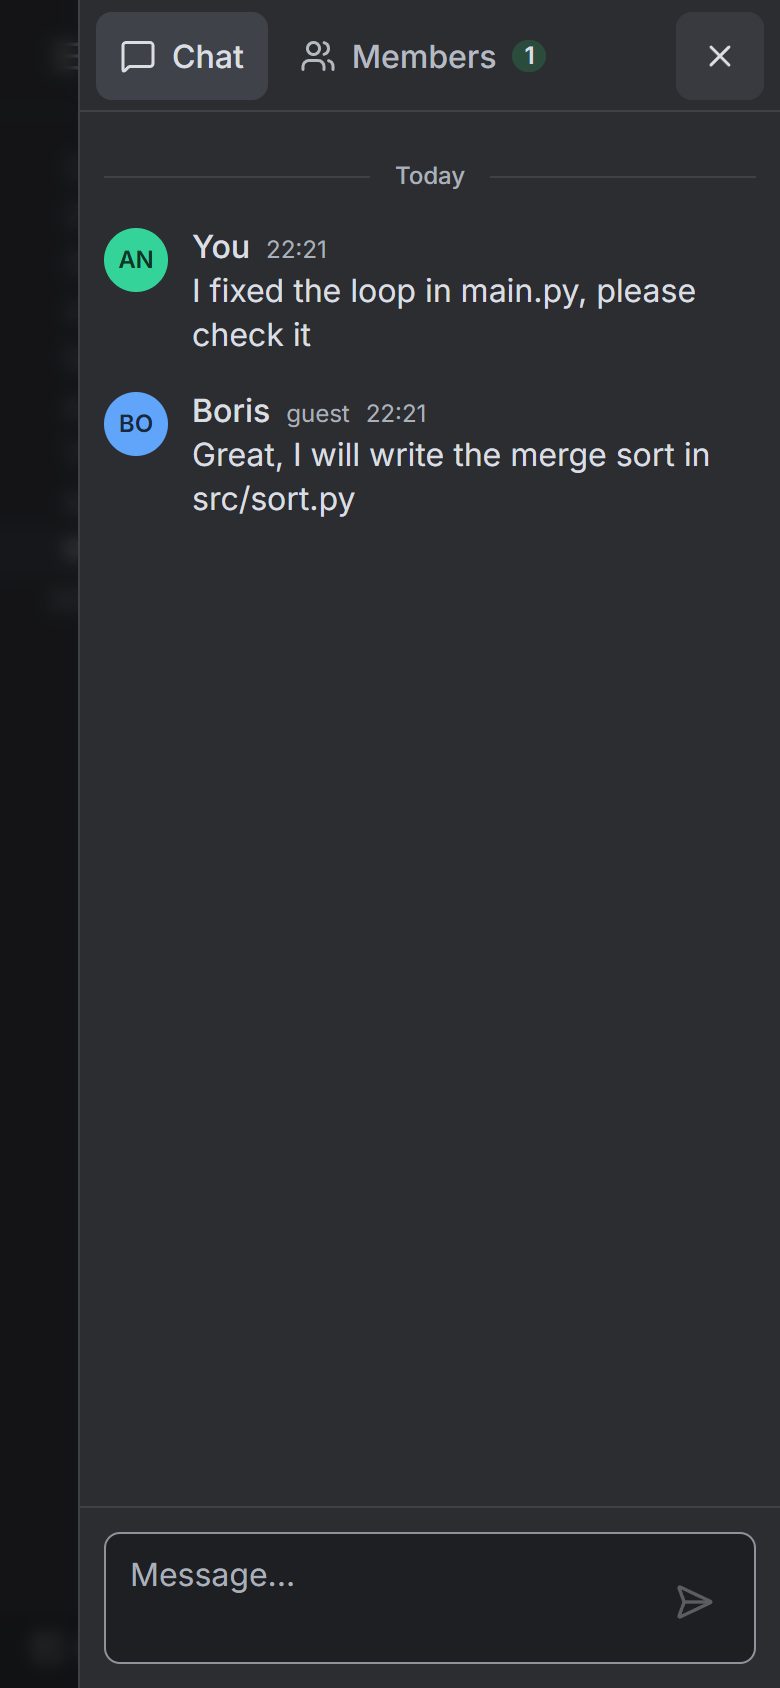 Chat Members 1
Today
AN You 22:21
I fixed the loop in main.py, please
check it
BO Boris guest 22:21
Great, I will write the merge sort in
src/sort.py
Message...